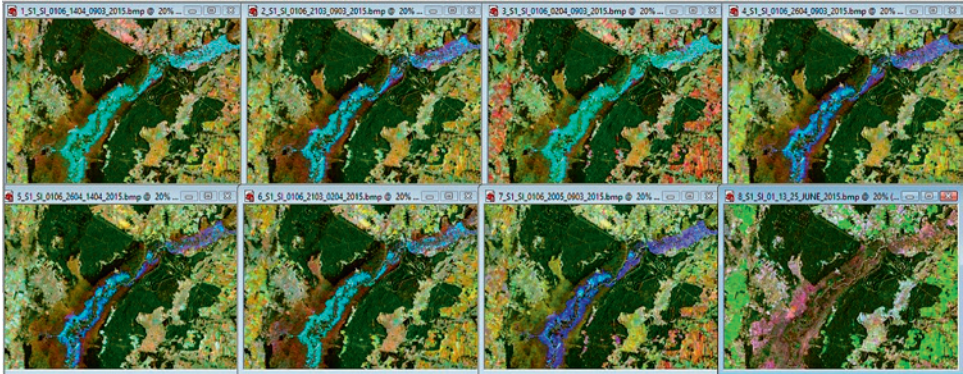 1_S1_SI_0106_1404_0903_2015.bmp @ 20% ...
2_S1_SI_0106_2103_0903_2015.bmp @ 20% ...
3_S1_SI_0106_0204_0903_2015.bmp @ 20% ...
4_S1_SI_0106_2604_0903_2015.bmp @ 20% ...
5_S1_SI_0106_2604_1404_2015.bmp @ 20% ...
6_S1_SI_0106_2103_0204_2015.bmp @ 20% ...
7_S1_SI_0106_2005_0903_2015.bmp @ 20% ...
8_S1_SI_01_13_25_JUNE_2015.bmp @ 20% (...